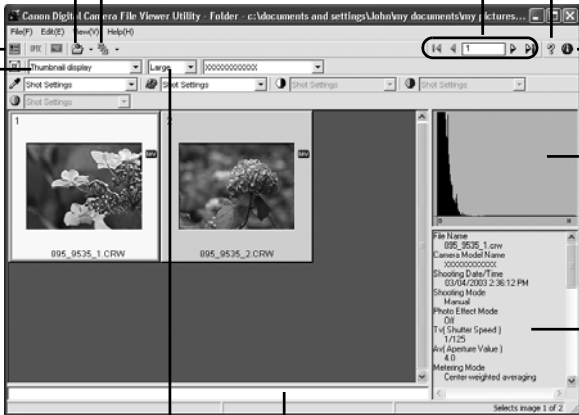 Canon Digital Camera File Viewer Utility - Folder - c:\documents and settings\John\my documents\my pictures...
File(F) Edit(E) View(V) Help(H)
1
Thumbnail display Large XXXXXXXXXXXX
Shot Settings Shot Settings Shot Settings Shot Settings
Shot Settings
1 2
RAW RAW
895_9535_1.CRW 895_9535_2.CRW
0
File Name
895_9535_1.crw
Camera Model Name
XXXXXXXXXXXX
Shooting Date/Time
03/04/2003 2:36:12 PM
Shooting Mode
Manual
Photo Effect Mode
Off
Tv( Shutter Speed )
1/125
Av( Aperture Value )
4.0
Metering Mode
Center-weighted averaging
Selects image 1 of 2